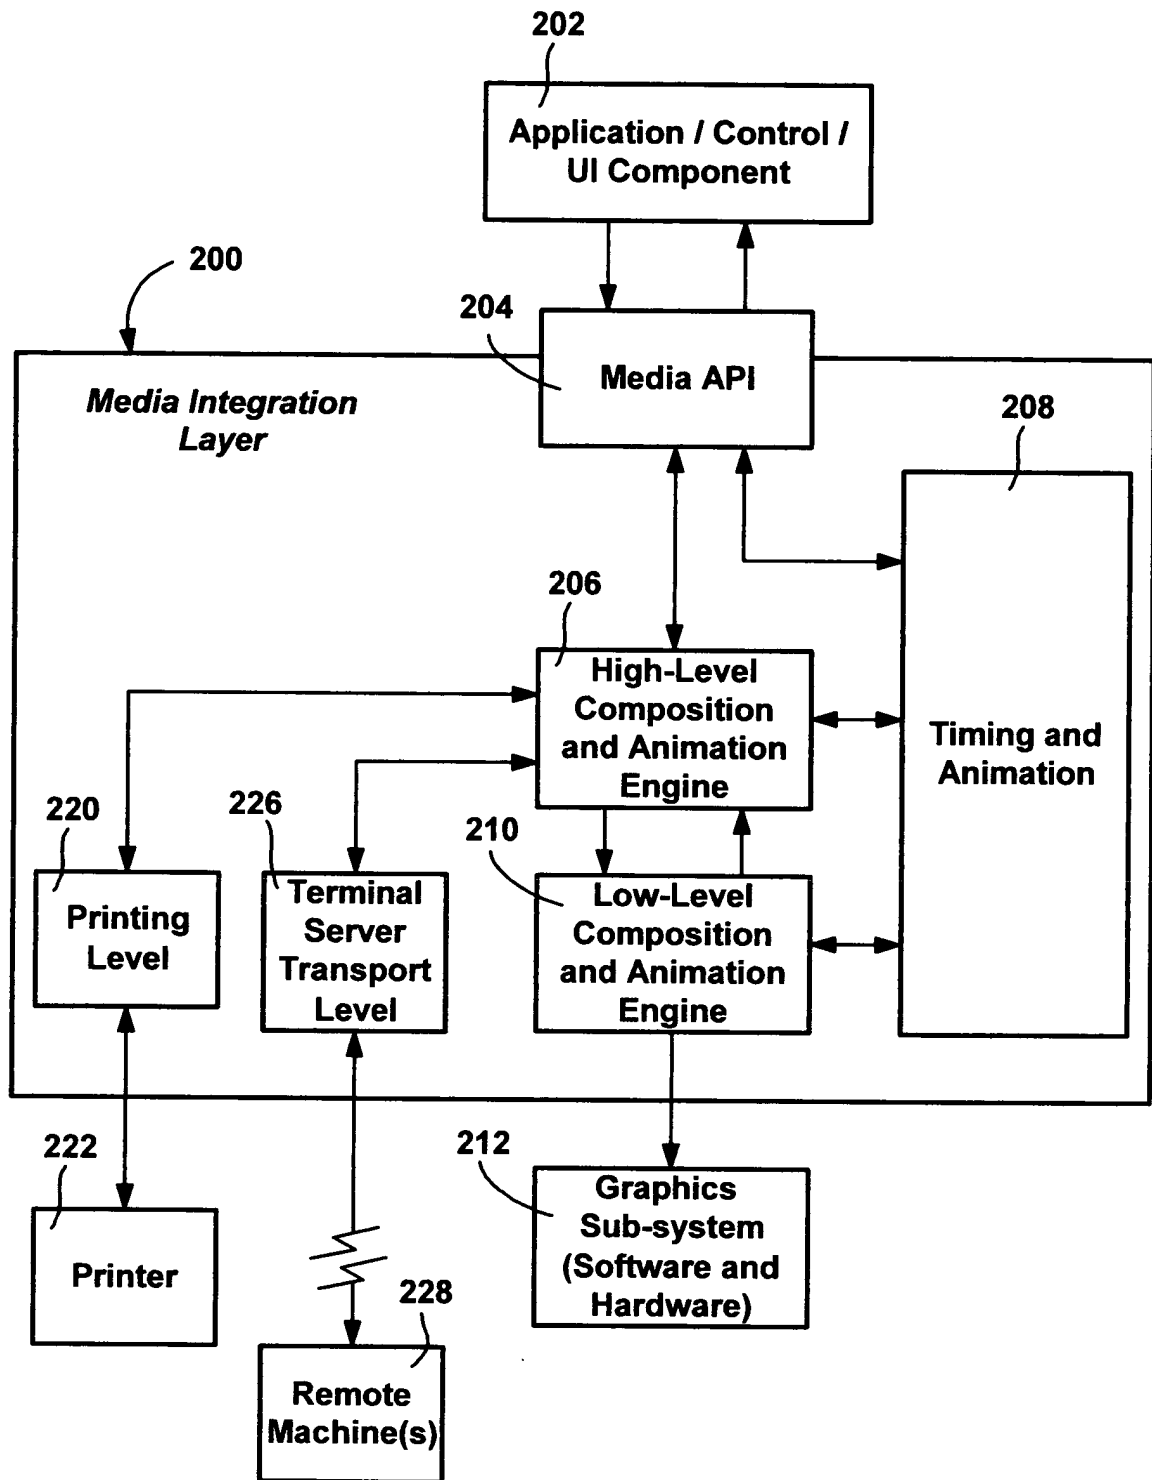 202
Application / Control /
UI Component
200
204
Media API
Media Integration
Layer
208
206
High-Level
Composition
and Animation
Engine
Timing and
Animation
220
226
210
Printing
Level
Terminal
Server
Transport
Level
Low-Level
Composition
and Animation
Engine
222
212
Printer
Graphics
Sub-system
(Software and
Hardware)
228
Remote
Machine(s)